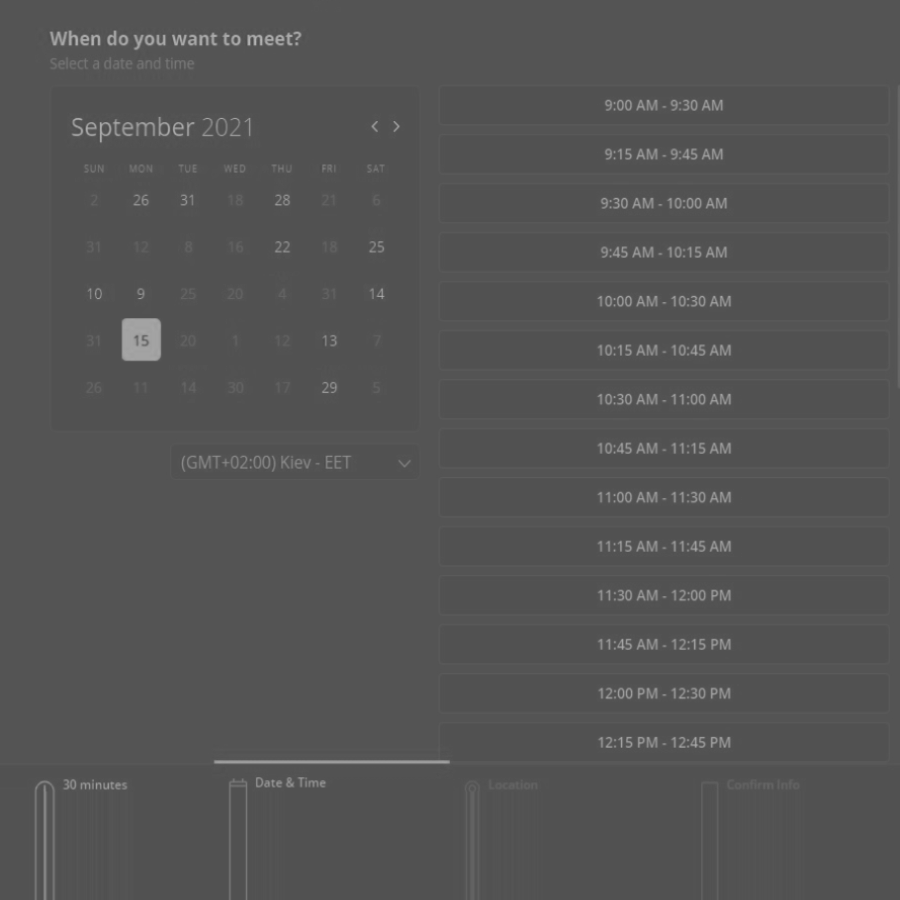 When do you want to meet?
Select a date and time
September 2021
SUN MON TUE WED THU FRI SAT
2 26 31 18 28 21 6
31 12 8 16 22 18 25
10 9 25 20 4 31 14
31 15 20 1 12 13 7
26 11 14 30 17 29 5
(GMT+02:00) Kiev - EET
9:00 AM - 9:30 AM
9:15 AM - 9:45 AM
9:30 AM - 10:00 AM
9:45 AM - 10:15 AM
10:00 AM - 10:30 AM
10:15 AM - 10:45 AM
10:30 AM - 11:00 AM
10:45 AM - 11:15 AM
11:00 AM - 11:30 AM
11:15 AM - 11:45 AM
11:30 AM - 12:00 PM
11:45 AM - 12:15 PM
12:00 PM - 12:30 PM
12:15 PM - 12:45 PM
30 minutes
Date & Time
Location
Confirm Info